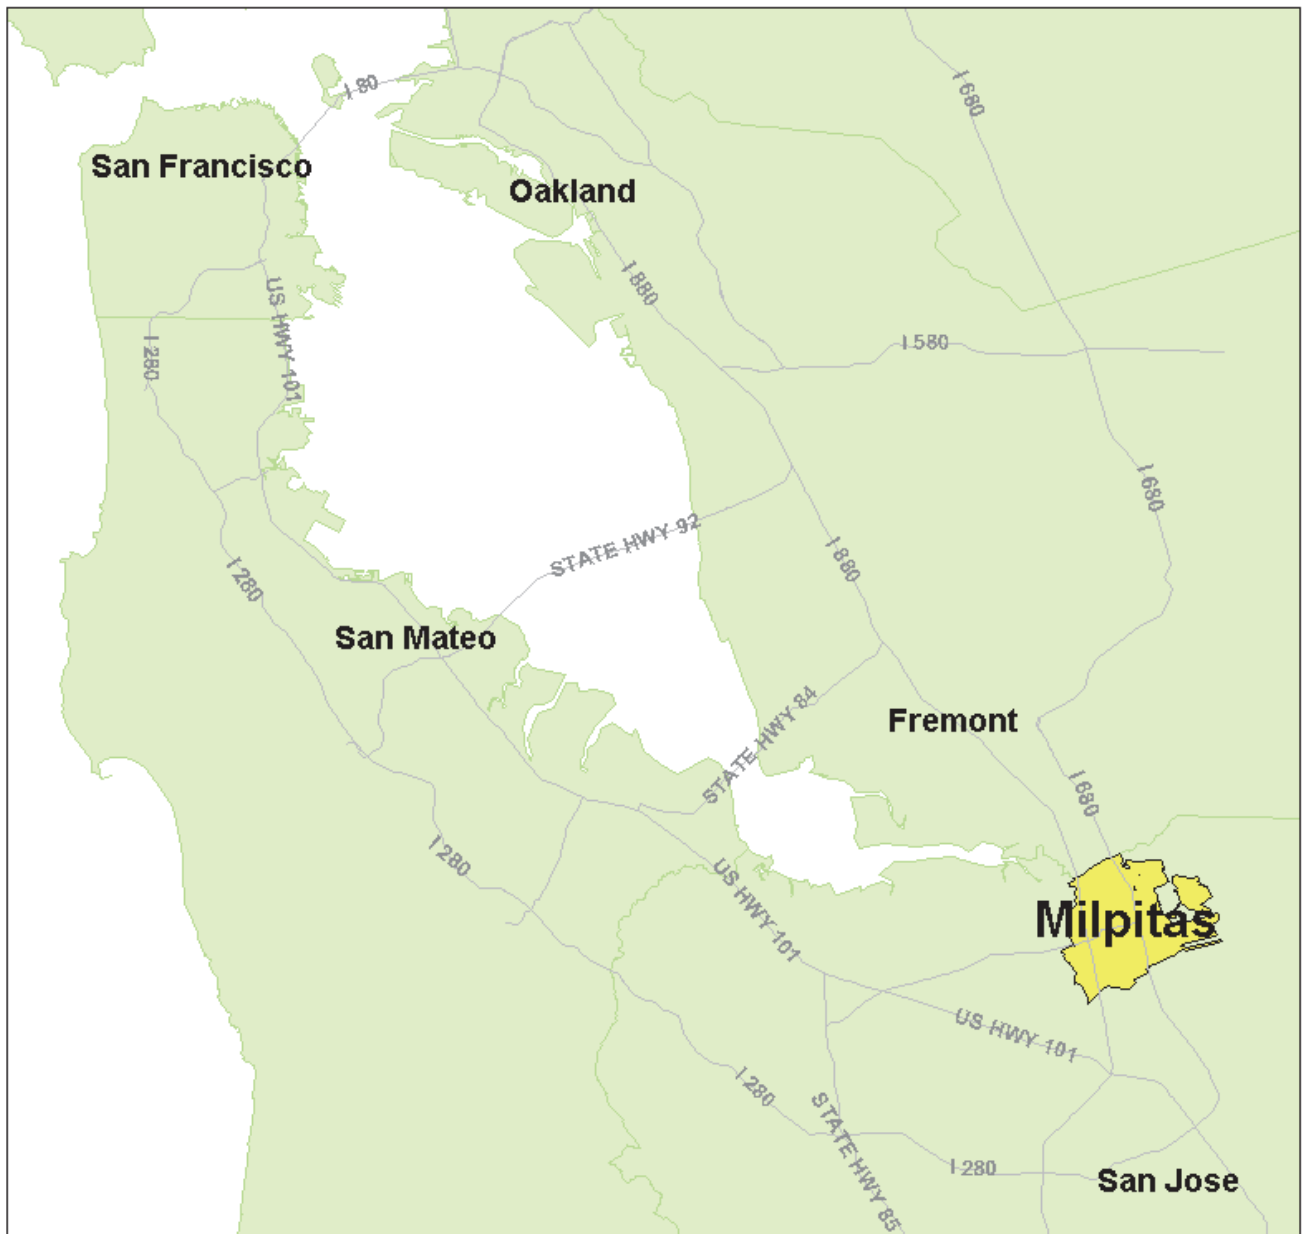 I 80
I 680
San Francisco
Oakland
I 880
US HWY 101
I 280
I 580
I 680
STATE HWY 92
I 880
I 280
San Mateo
STATE HWY 84
Fremont
I 680
I 280
US HWY 101
Milpitas
US HWY 101
I 280
STATE HWY 85
I 280
San Jose